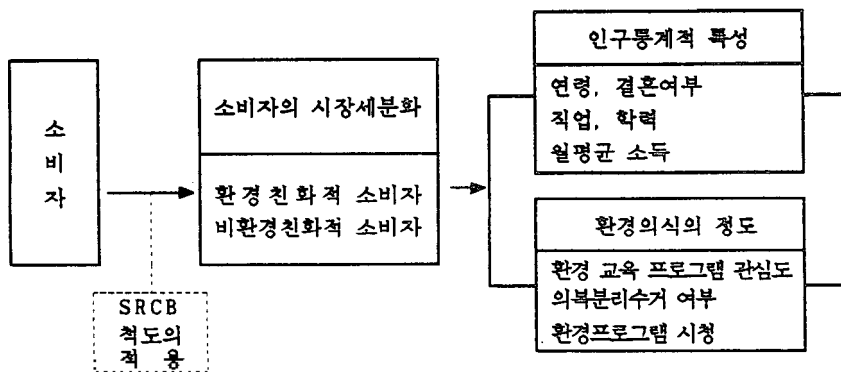 소
비
자
SRCB
척도의
적 용
소비자의 시장세분화
환경친화적 소비자
비환경친화적 소비자
인구통계적 특성
연령, 결혼여부
직업, 학력
월평균 소득
환경의식의 정도
환경 교육 프로그램 관심도
의복분리수거 여부
환경프로그램 시청